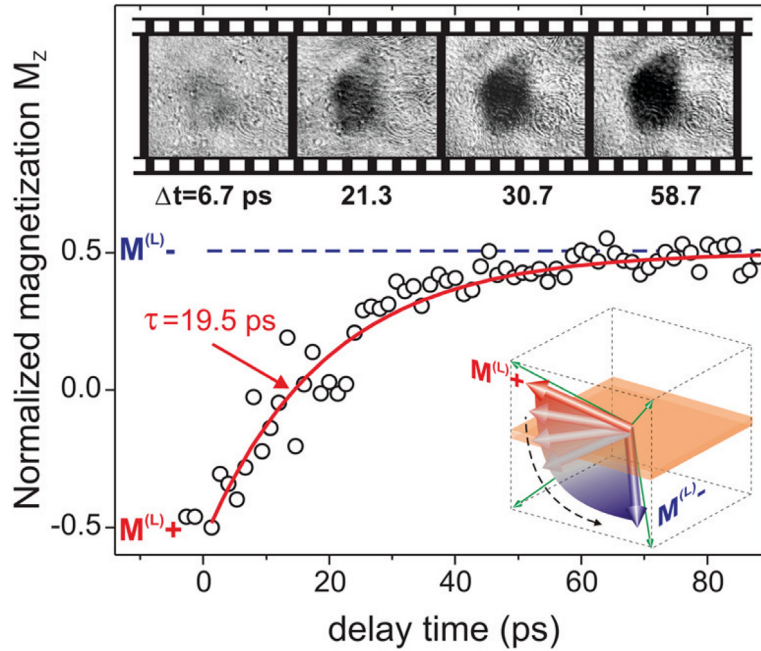 Δt=6.7 ps 21.3 30.7 58.7
Normalized magnetization Mz
M(L)-
0.5
τ=19.5 ps
0.0
M(L)+
M(L)-
M(L)+
-0.5
0 20 40 60 80
delay time (ps)